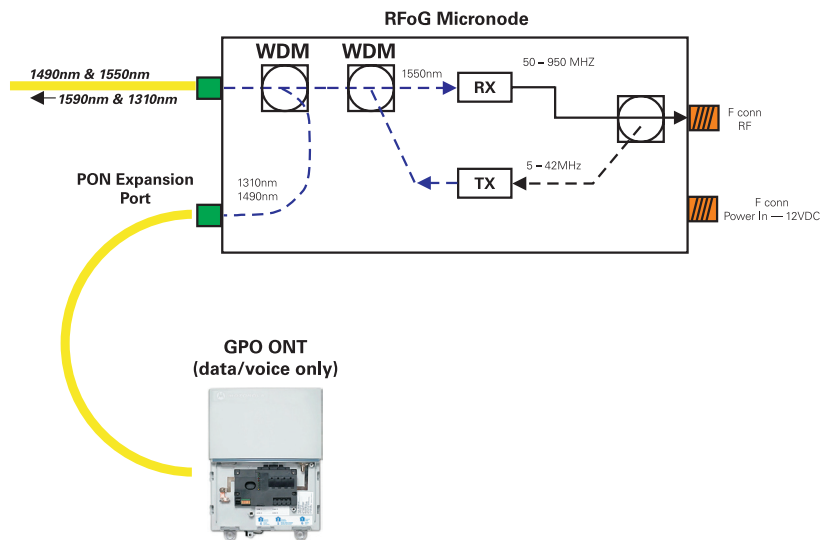 RFoG Micronode
WDM
WDM
1490nm & 1550nm
1590nm & 1310nm
1550nm
RX
50 – 950 MHZ
F conn
RF
PON Expansion
Port
1310nm
1490nm
TX
5 – 42MHz
F conn
Power In — 12VDC
GPO ONT
(data/voice only)